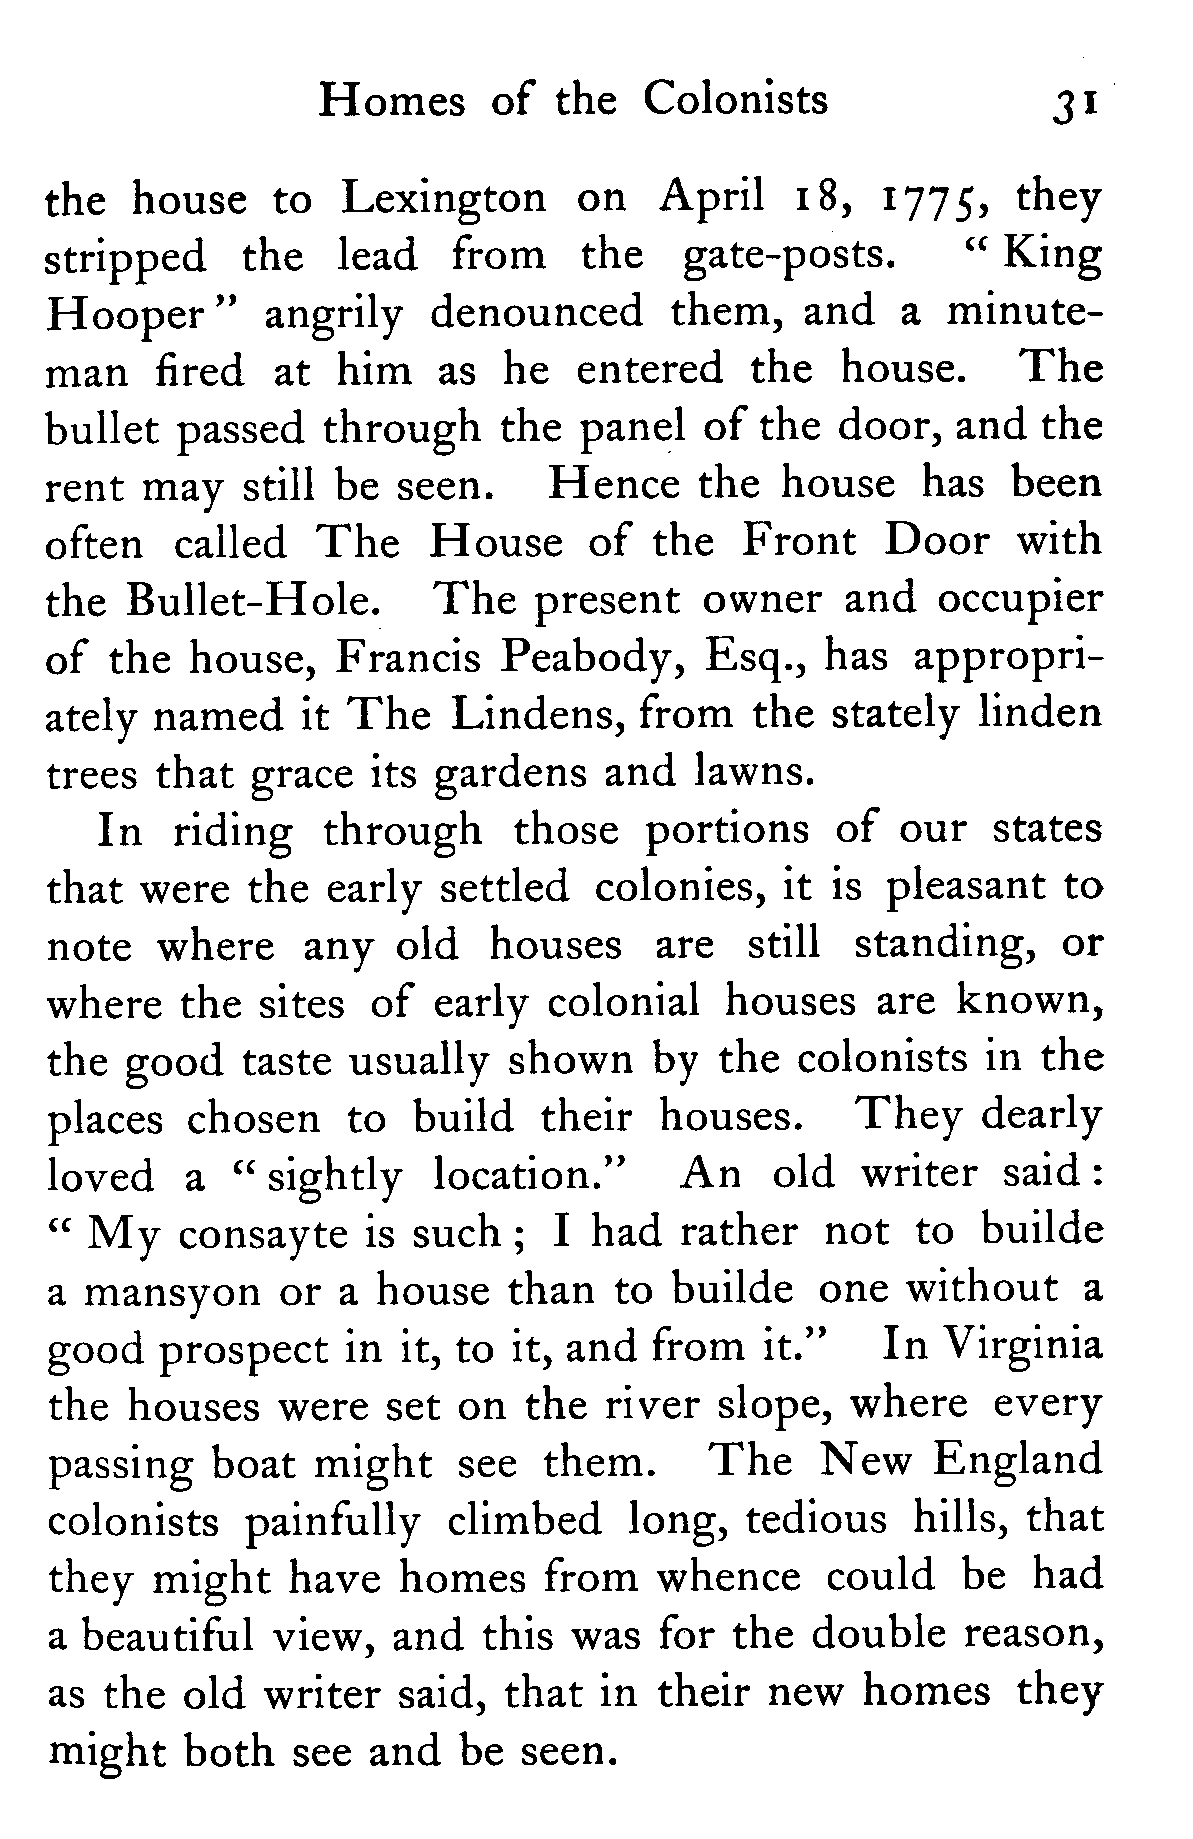 Homes of the Colonists 31
the house to Lexington on April 18, 1775, they
stripped the lead from the gate-posts. “ King
Hooper ” angrily denounced them, and a minute-
man fired at him as he entered the house. The
bullet passed through the panel of the door, and the
rent may still be seen. Hence the house has been
often called The House of the Front Door with
the Bullet-Hole. The present owner and occupier
of the house, Francis Peabody, Esq., has appropri-
ately named it The Lindens, from the stately linden
trees that grace its gardens and lawns.
In riding through those portions of our states
that were the early settled colonies, it is pleasant to
note where any old houses are still standing, or
where the sites of early colonial houses are known,
the good taste usually shown by the colonists in the
places chosen to build their houses. They dearly
loved a “ sightly location.” An old writer said :
“ My consayte is such ; I had rather not to builde
a mansyon or a house than to builde one without a
good prospect in it, to it, and from it.” In Virginia
the houses were set on the river slope, where every
passing boat might see them. The New England
colonists painfully climbed long, tedious hills, that
they might have homes from whence could be had
a beautiful view, and this was for the double reason,
as the old writer said, that in their new homes they
might both see and be seen.